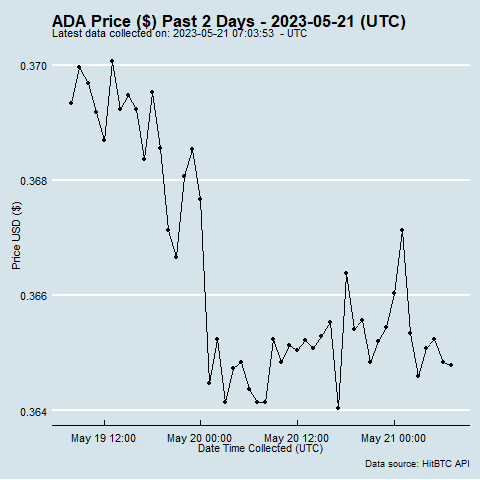 ADA Price ($) Past 2 Days - 2023-05-21 (UTC)
Latest data collected on: 2023-05-21 07:03:53 - UTC
0.370
0.368
0.366
0.364
Price USD ($)
May 19 12:00 May 20 00:00 May 20 12:00 May 21 00:00
Date Time Collected (UTC)
Data source: HitBTC API